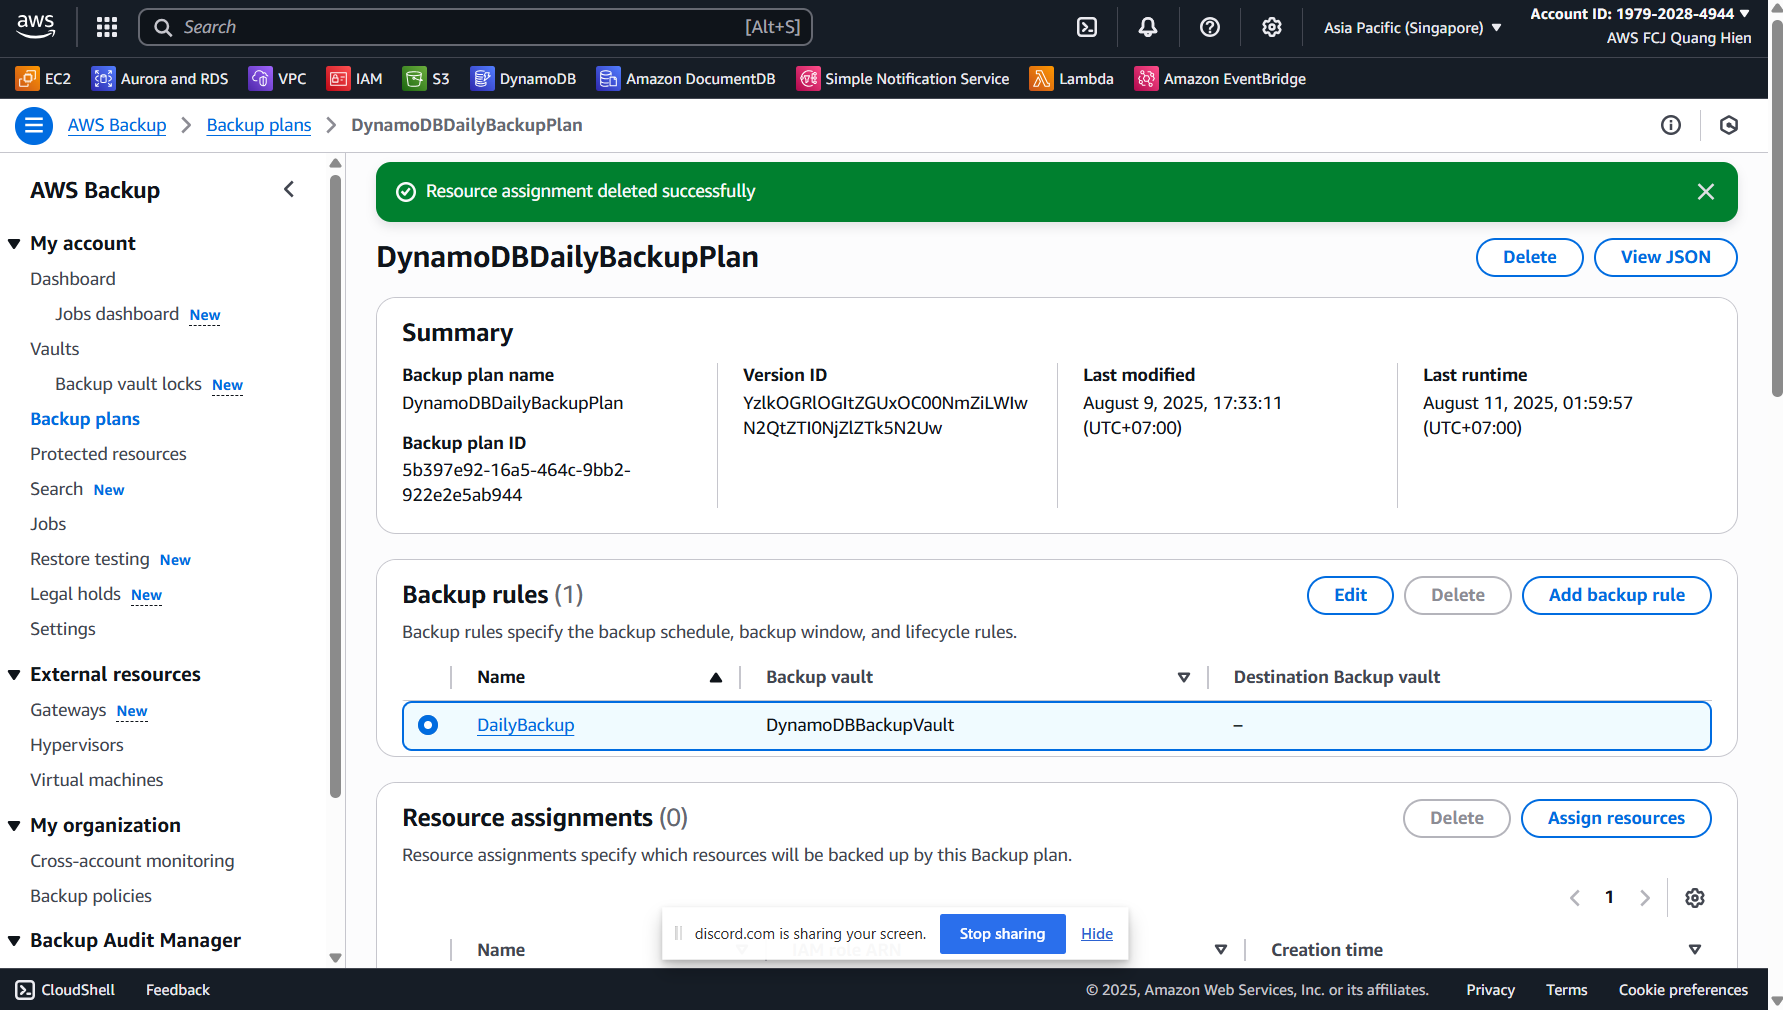 aws
Search [Alt+S]
Asia Pacific (Singapore)
Account ID: 1979-2028-4944
AWS FCJ Quang Hien
EC2 Aurora and RDS VPC IAM S3 DynamoDB Amazon DocumentDB Simple Notification Service Lambda Amazon EventBridge
AWS Backup Backup plans DynamoDBDailyBackupPlan
AWS Backup
My account
Dashboard
Jobs dashboard New
Vaults
Backup vault locks New
Backup plans
Protected resources
Search New
Jobs
Restore testing New
Legal holds New
Settings
External resources
Gateways New
Hypervisors
Virtual machines
My organization
Cross-account monitoring
Backup policies
Backup Audit Manager
Resource assignment deleted successfully
DynamoDBDailyBackupPlan
Delete View JSON
Summary
Backup plan name
DynamoDBDailyBackupPlan
Backup plan ID
5b397e92-16a5-464c-9bb2-
922e2e5ab944
Version ID
YzlkOGRlOGItZGUxOC00NmZiLWIw
N2QtZTI0NjZlZTk5N2Uw
Last modified
August 9, 2025, 17:33:11
(UTC+07:00)
Last runtime
August 11, 2025, 01:59:57
(UTC+07:00)
Backup rules (1)
Edit Delete Add backup rule
Backup rules specify the backup schedule, backup window, and lifecycle rules.
Name Backup vault Destination Backup vault
DailyBackup DynamoDBBackupVault –
Resource assignments (0)
Delete Assign resources
Resource assignments specify which resources will be backed up by this Backup plan.
1
discord.com is sharing your screen. Stop sharing Hide
Name IAM role ARN Creation time
CloudShell Feedback
© 2025, Amazon Web Services, Inc. or its affiliates. Privacy Terms Cookie preferences